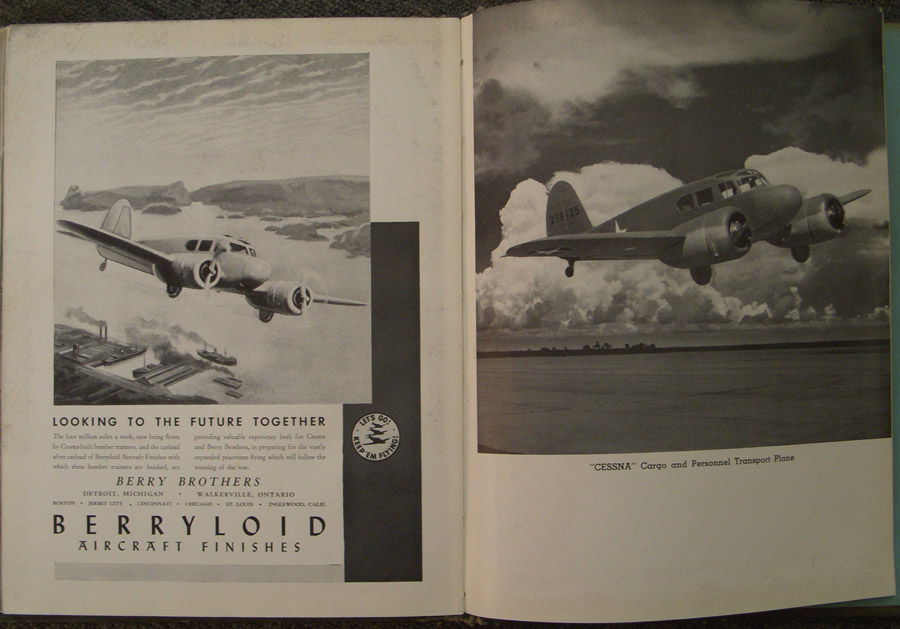 LOOKING TO THE FUTURE TOGETHER
The four million miles a week, now being flown
by Cessna-built bomber trainers, and the carload
after carload of Berryloid Aircraft Finishes with
which these bomber trainers are finished, are
providing valuable experience both for Cessna
and Berry Brothers, in preparing for the vastly
expanded peacetime flying which will follow the
winning of the war.
BERRY BROTHERS
DETROIT, MICHIGAN • WALKERVILLE, ONTARIO
BOSTON • JERSEY CITY • CINCINNATI • CHICAGO • ST. LOUIS • INGLEWOOD, CALIF.
BERRYLOID
AIRCRAFT FINISHES
LET'S GO!
KEEP 'EM FLYING!
"CESSNA" Cargo and Personnel Transport Plane